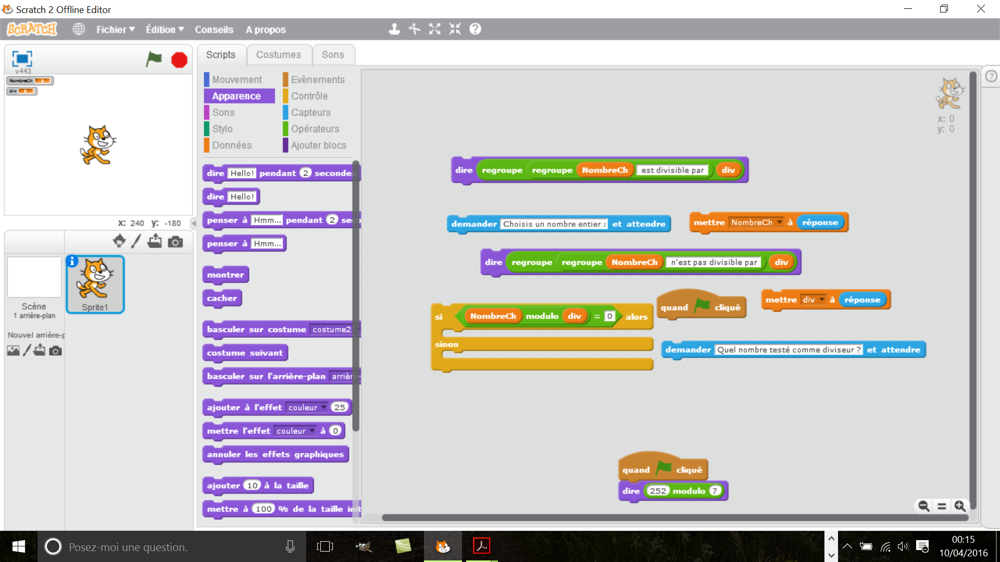 Scratch 2 Offline Editor
SCRATCH Fichier Édition Conseils A propos
v443
NombreCh 0
div 0
x: 240 y: -180
Scène
1 arrière-plan
Nouvel arrière-p
Sprite1
Scripts Costumes Sons
Mouvement Evènements
Apparence Contrôle
Sons Capteurs
Stylo Opérateurs
Données Ajouter blocs
dire Hello! pendant 2 secondes
dire Hello!
penser à Hmm... pendant 2 seco
penser à Hmm...
montrer
cacher
basculer sur costume costume2
costume suivant
basculer sur l'arrière-plan arrière-
ajouter à l'effet couleur 25
mettre l'effet couleur à 0
annuler les effets graphiques
ajouter 10 à la taille
mettre à 100 % de la taille init
x: 0
y: 0
dire regroupe regroupe NombreCh est divisible par div
demander Choisis un nombre entier : et attendre
mettre NombreCh à réponse
dire regroupe regroupe NombreCh n'est pas divisible par div
si NombreCh modulo div = 0 alors
sinon
quand cliqué
mettre div à réponse
demander Quel nombre testé comme diviseur ? et attendre
quand cliqué
dire 252 modulo 7
Posez-moi une question.
00:15
10/04/2016